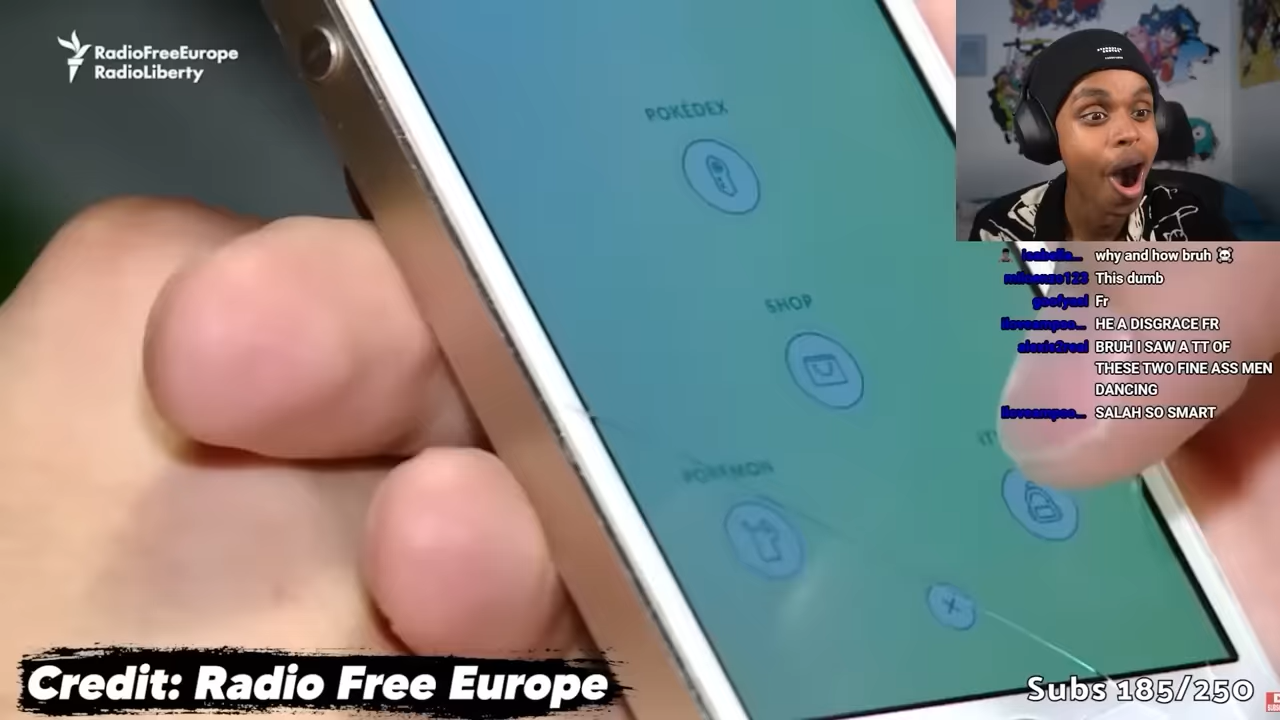 RadioFreeEurope
RadioLiberty
POKÉDEX
SHOP
POKÉMON
why and how bruh
This dumb
Fr
HE A DISGRACE FR
BRUH I SAW A TT OF
THESE TWO FINE ASS MEN
DANCING
SALAH SO SMART
Credit: Radio Free Europe
Subs 185/250